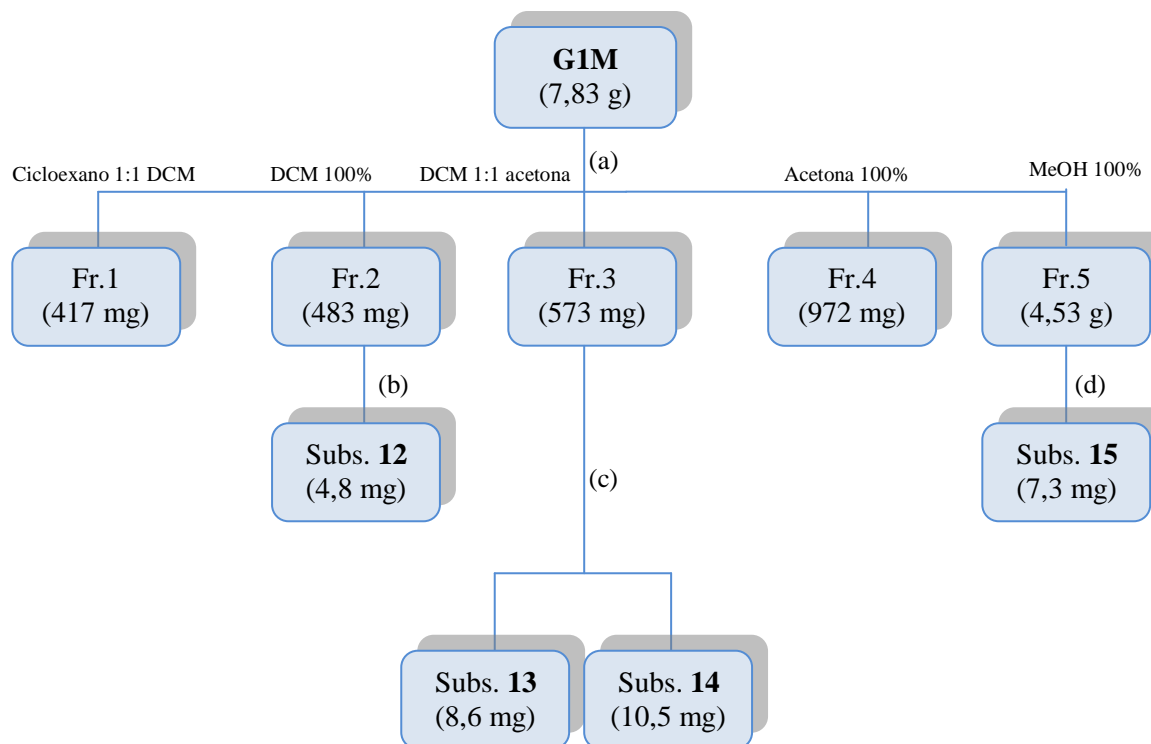 G1M
(7,83 g)
(a)
Cicloexano 1:1 DCM
DCM 100%
DCM 1:1 acetona
Acetona 100%
MeOH 100%
Fr.1
(417 mg)
Fr.2
(483 mg)
Fr.3
(573 mg)
Fr.4
(972 mg)
Fr.5
(4,53 g)
(b)
(d)
Subs. 12
(4,8 mg)
(c)
Subs. 15
(7,3 mg)
Subs. 13
(8,6 mg)
Subs. 14
(10,5 mg)